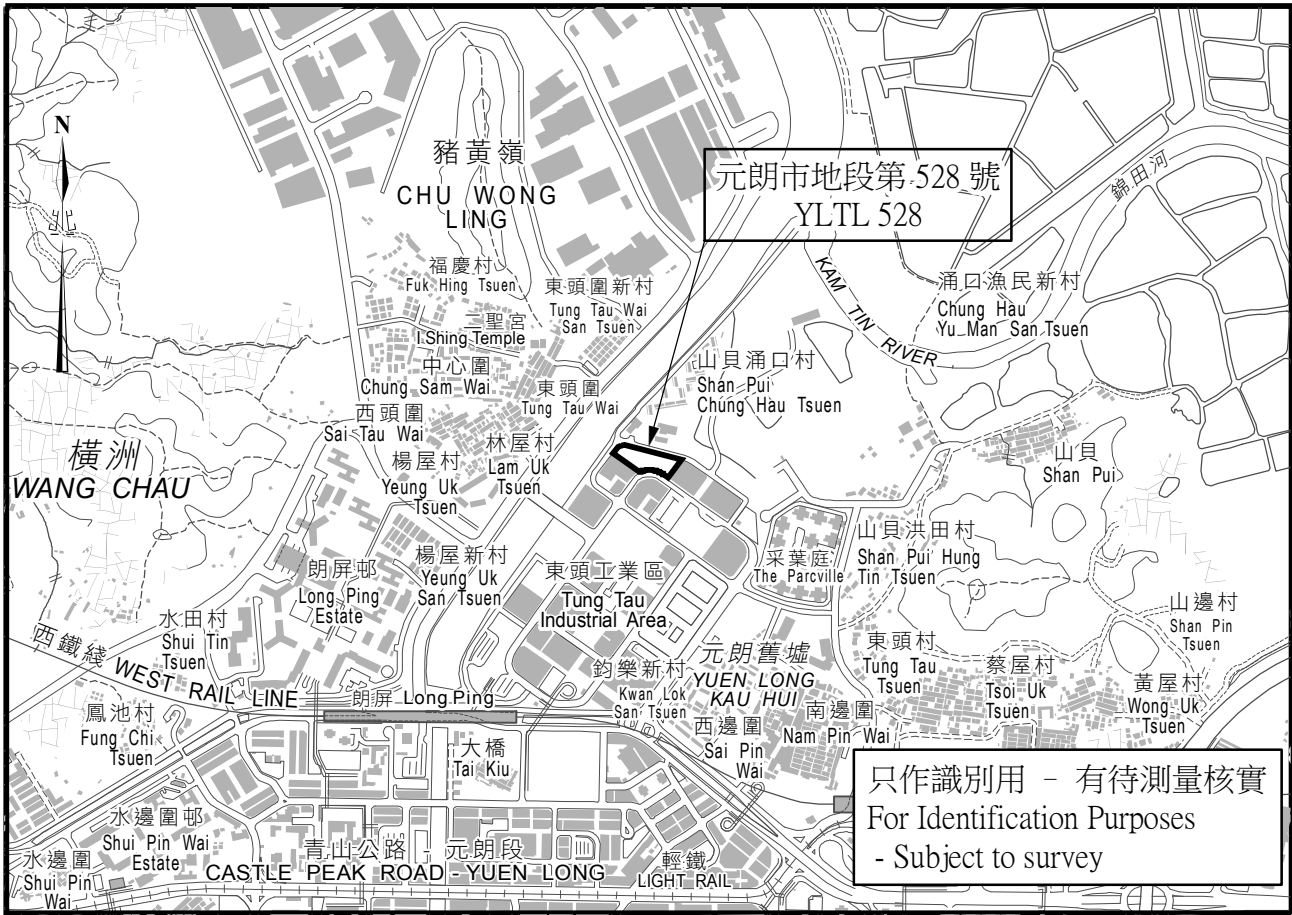 N
北
豬黃嶺
CHU WONG
LING
元朗市地段第 528 號
YLTL 528
錦田河
KAM TIN RIVER
福慶村
Fuk Hing Tsuen
東頭圍新村
Tung Tau Wai
San Tsuen
涌口漁民新村
Chung Hau
Yu Man San Tsuen
二聖宮
I Shing Temple
中心圍
Chung Sam Wai
東頭圍
Tung Tau Wai
山貝涌口村
Shan Pui
Chung Hau Tsuen
西頭圍
Sai Tau Wai
林屋村
Lam Uk
Tsuen
楊屋村
Yeung Uk
Tsuen
橫洲
WANG CHAU
山貝
Shan Pui
朗屏邨
Long Ping
Estate
楊屋新村
Yeung Uk
San Tsuen
東頭工業區
Tung Tau
Industrial Area
采葉庭
The Parcville
山貝洪田村
Shan Pui Hung
Tin Tsuen
水田村
Shui Tin
Tsuen
山邊村
Shan Pin
Tsuen
西鐵綫 WEST RAIL LINE
朗屏 Long Ping
鈞樂新村
Kwan Lok
San Tsuen
元朗舊墟
YUEN LONG
KAU HUI
東頭村
Tung Tau
Tsuen
蔡屋村
Tsoi Uk
Tsuen
黃屋村
Wong Uk
Tsuen
鳳池村
Fung Chi
Tsuen
大橋
Tai Kiu
西邊圍
Sai Pin
Wai
南邊圍
Nam Pin Wai
水邊圍邨
Shui Pin Wai
Estate
水邊圍
Shui Pin
Wai
青山公路 - 元朗段
CASTLE PEAK ROAD - YUEN LONG
輕鐵
LIGHT RAIL
只作識別用 - 有待測量核實
For Identification Purposes
- Subject to survey